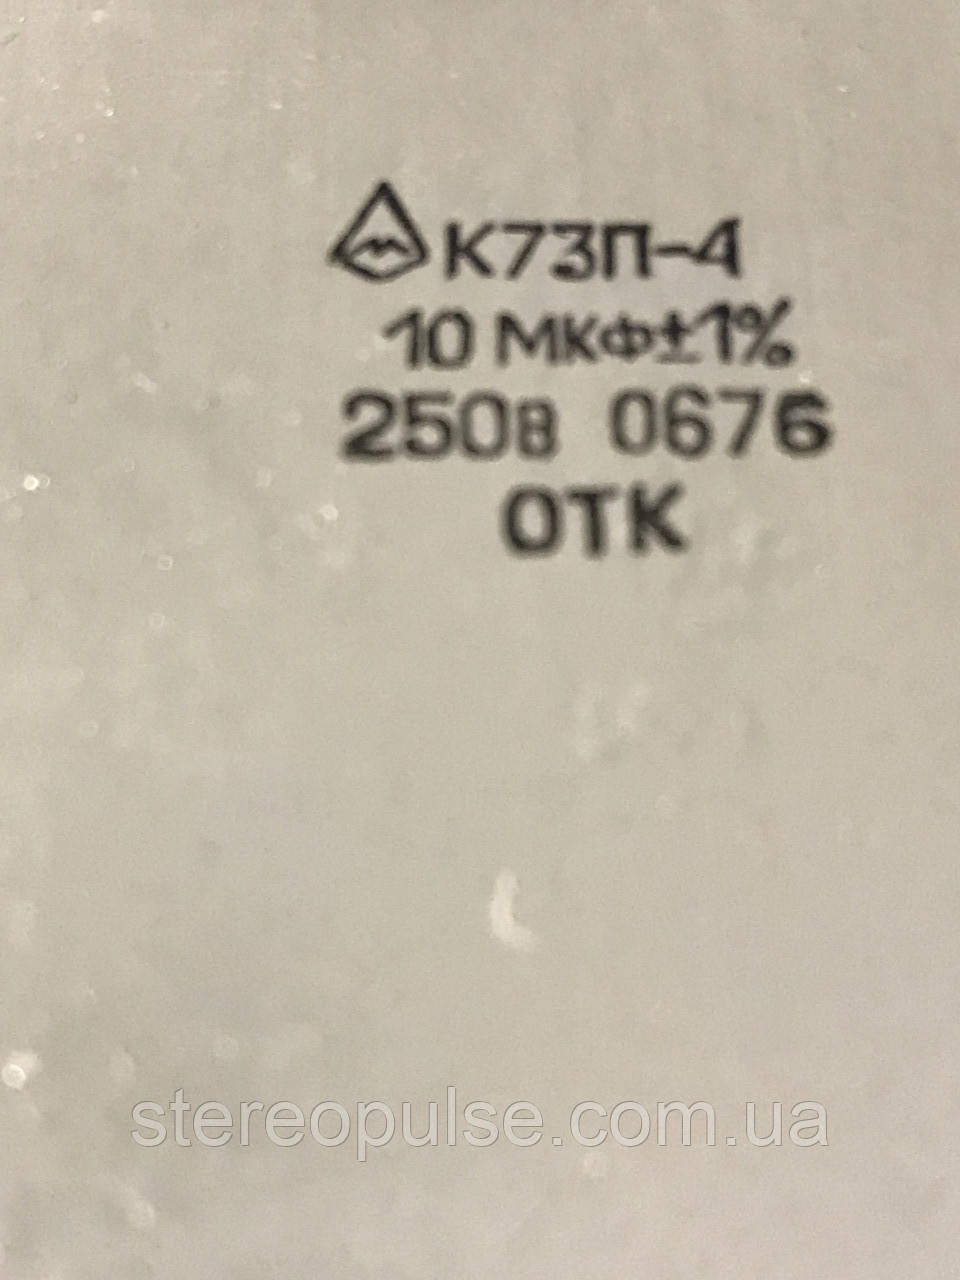 К73П-4
10 МКФ±1%
250В 0676
ОТК
stereopulse.com.ua